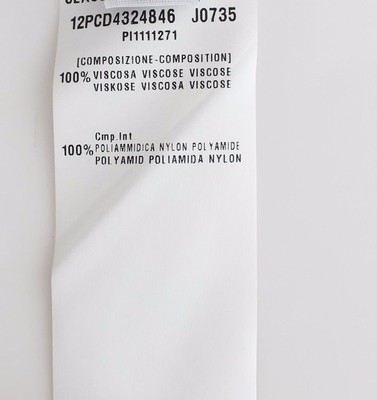 12PCD4324846 J0735
PI1111271
[COMPOSIZIONE-COMPOSITION]
100% VISCOSA VISCOSE VISCOSE
VISKOSE VISCOSA VISCOSE
Cmp.Int.
100% POLIAMMIDICA NYLON POLYAMIDE
POLYAMID POLIAMIDA NYLON